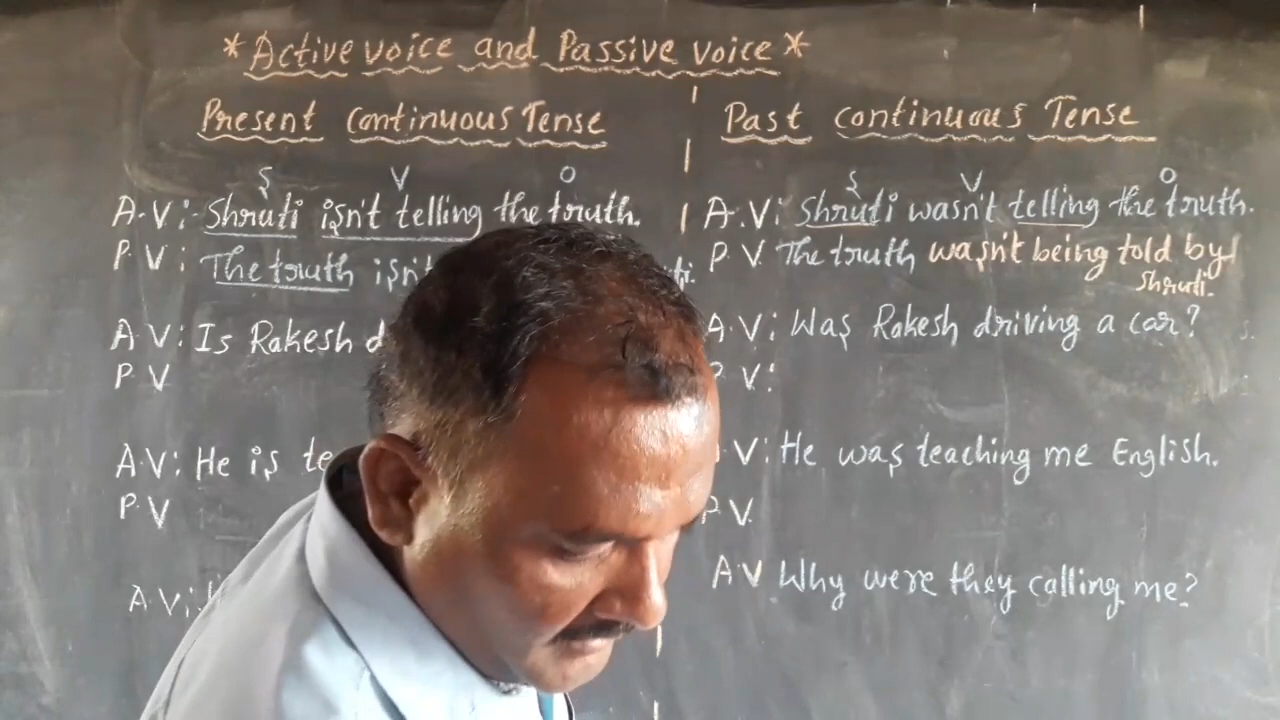 *Active voice and Passive voice*
Present Continuous Tense
S V O
A.V: Shruti isn't telling the truth.
P V: The truth isn't
A.V: Is Rakesh d
P V
A.V: He is te
P V
A.V:
Past continuous Tense
S V O
A.V: Shruti wasn't telling the truth.
P V The truth wasn't being told by
Shruti.
A.V: Was Rakesh driving a car?
P V:
A.V: He was teaching me English.
P V.
A.V Why were they calling me?